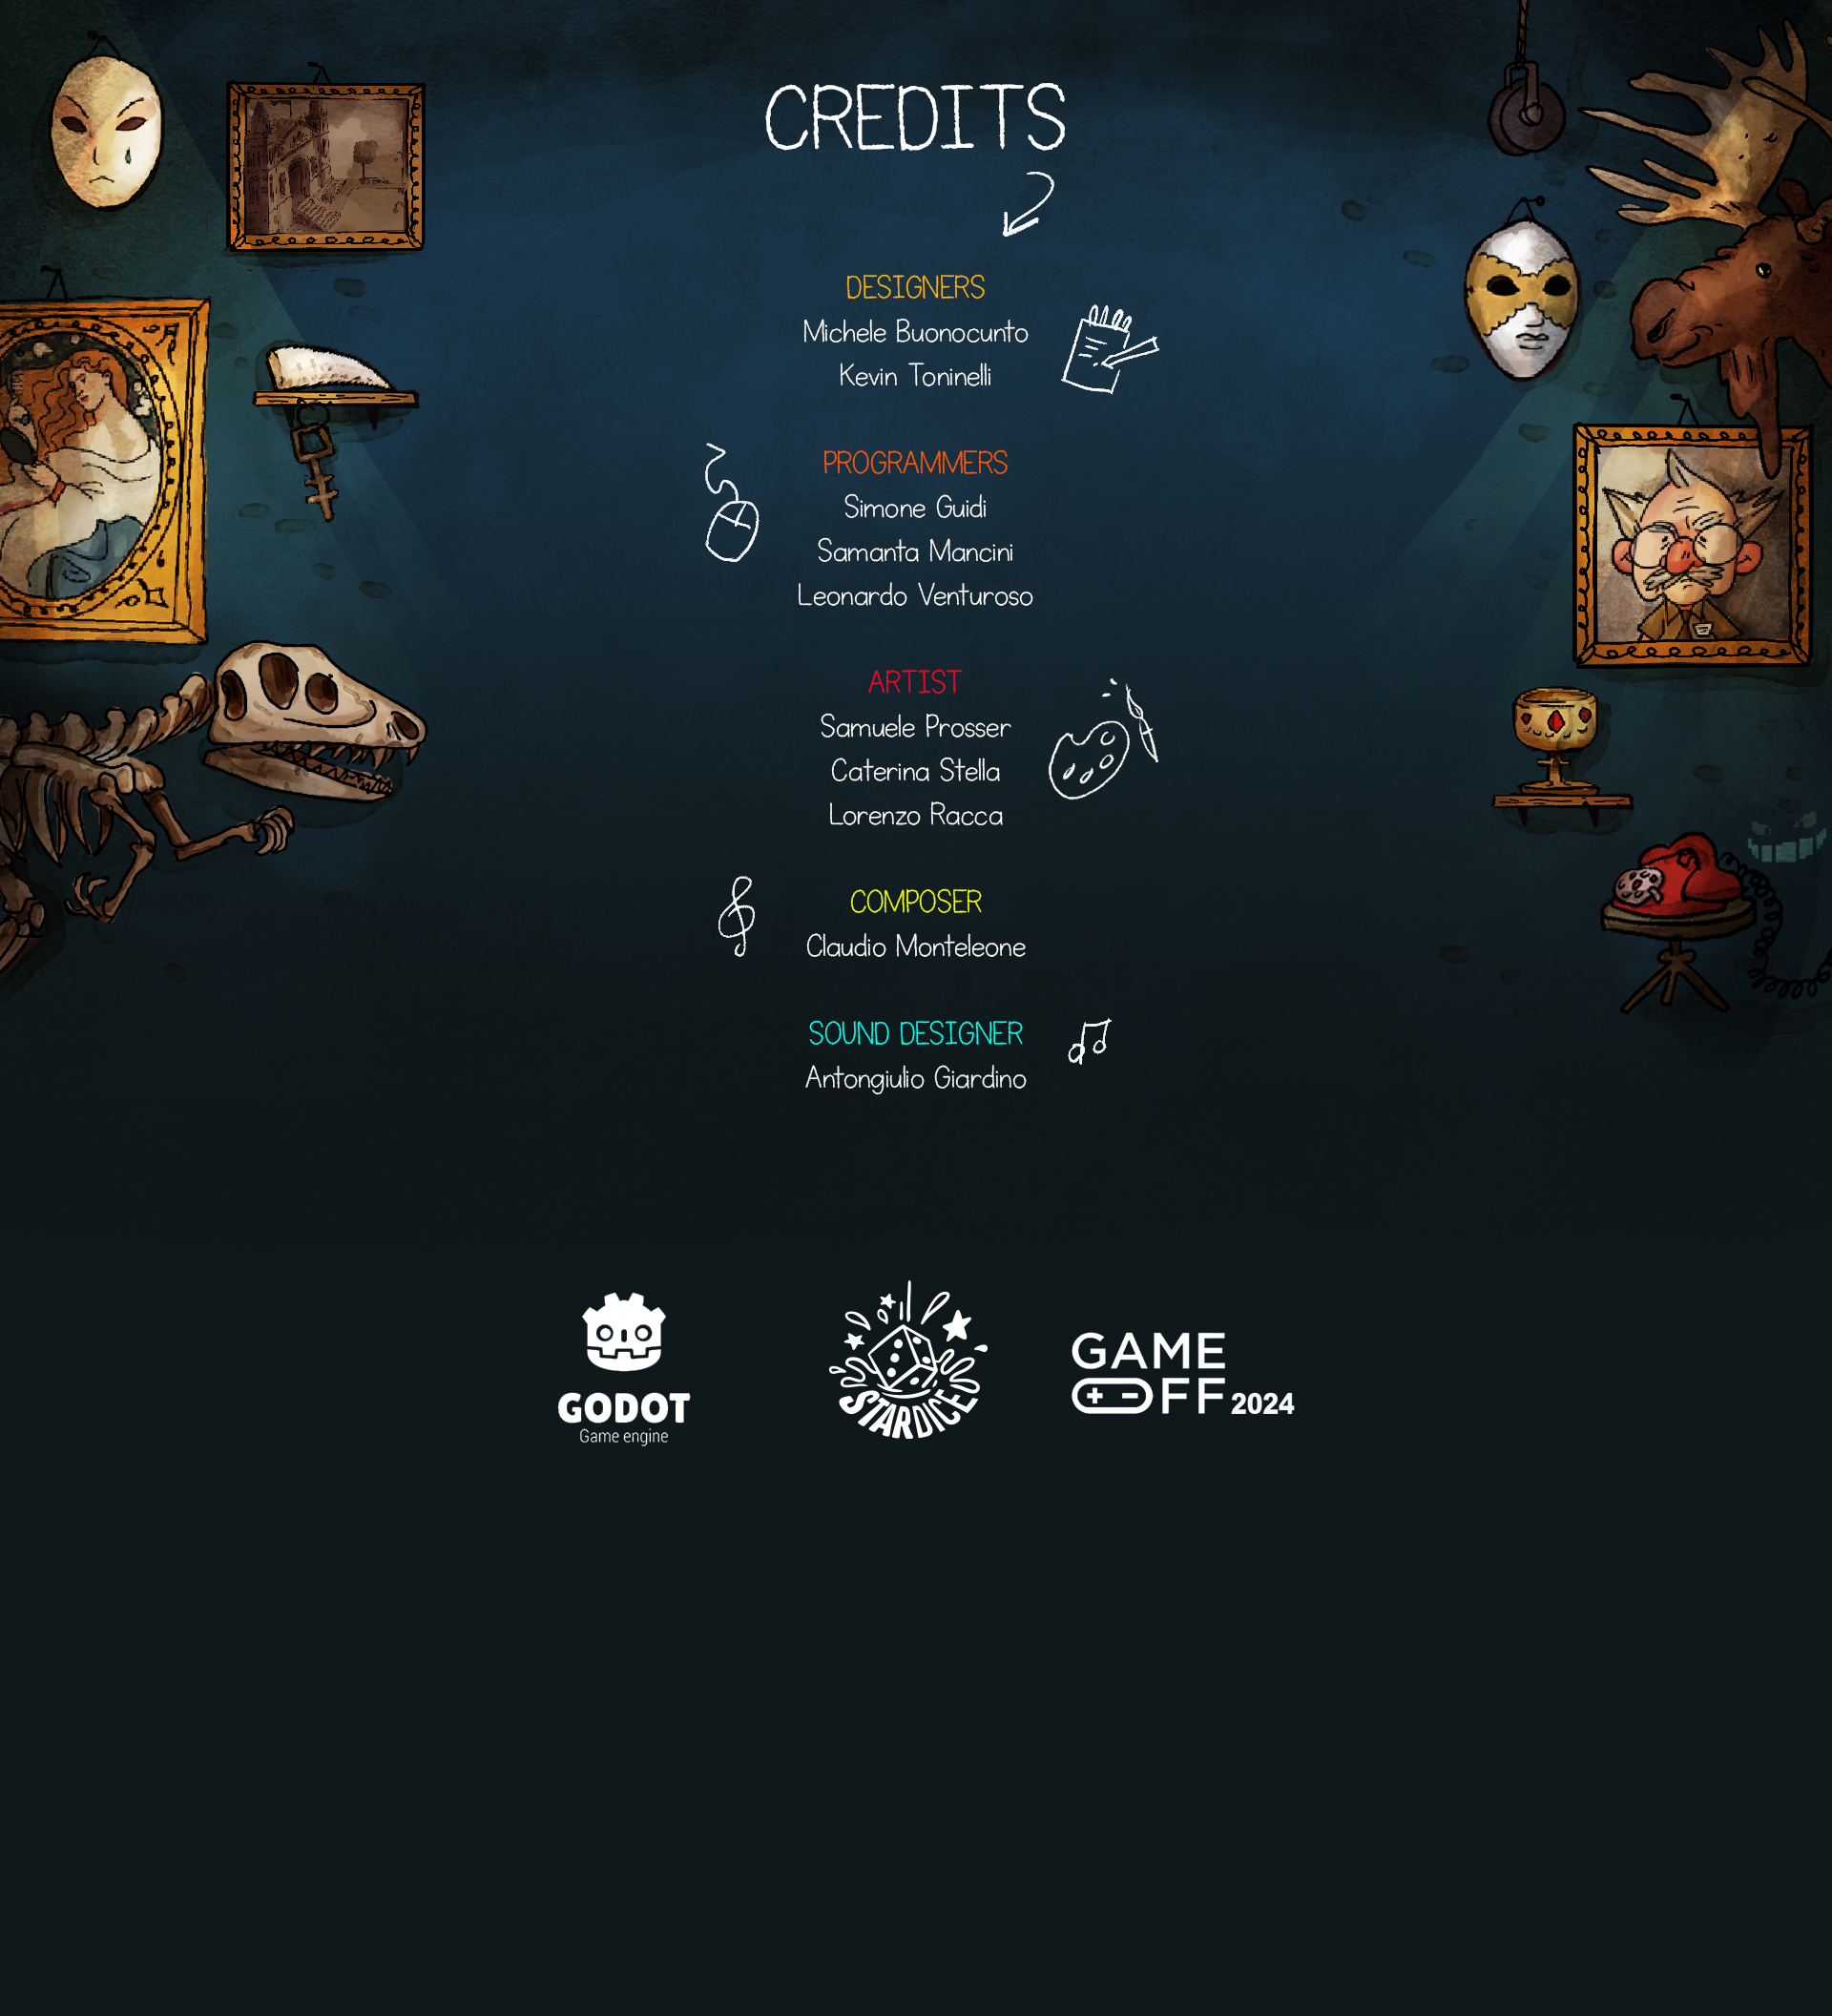 CREDITS
DESIGNERS
Michele Buonocunto
Kevin Toninelli
PROGRAMMERS
Simone Guidi
Samanta Mancini
Leonardo Venturoso
ARTIST
Samuele Prosser
Caterina Stella
Lorenzo Racca
COMPOSER
Claudio Monteleone
SOUND DESIGNER
Antongiulio Giardino
GODOT
Game engine
STARDICE
GAME
OFF 2024